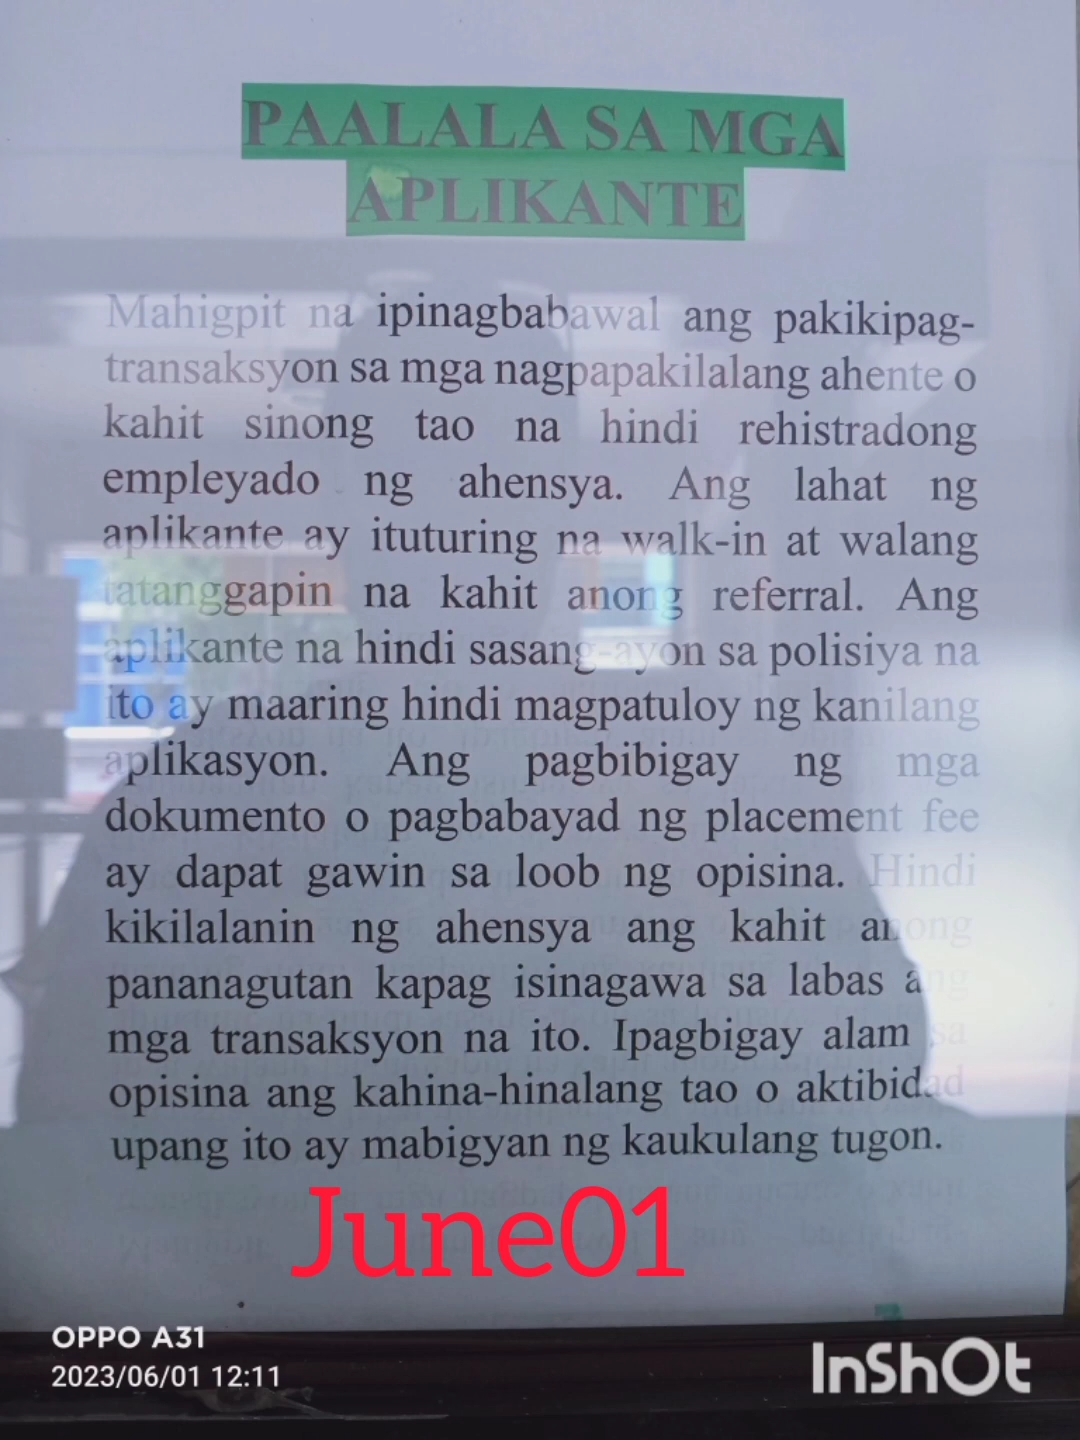 PAALALA SA MGA
APLIKANTE
Mahigpit na ipinagbabawal ang pakikipag-
transaksyon sa mga nagpapakilalang ahente o
kahit sinong tao na hindi rehistradong
empleyado ng ahensya. Ang lahat ng
aplikante ay ituturing na walk-in at walang
tatanggapin na kahit anong referral. Ang
aplikante na hindi sasang-ayon sa polisiya na
ito ay maaring hindi magpatuloy ng kanilang
aplikasyon. Ang pagbibigay ng mga
dokumento o pagbabayad ng placement fee
ay dapat gawin sa loob ng opisina. Hindi
kikilalanin ng ahensya ang kahit anong
pananagutan kapag isinagawa sa labas ang
mga transaksyon na ito. Ipagbigay alam sa
opisina ang kahina-hinalang tao o aktibidad
upang ito ay mabigyan ng kaukulang tugon.
June01
OPPO A31
2023/06/01 12:11
InShOt